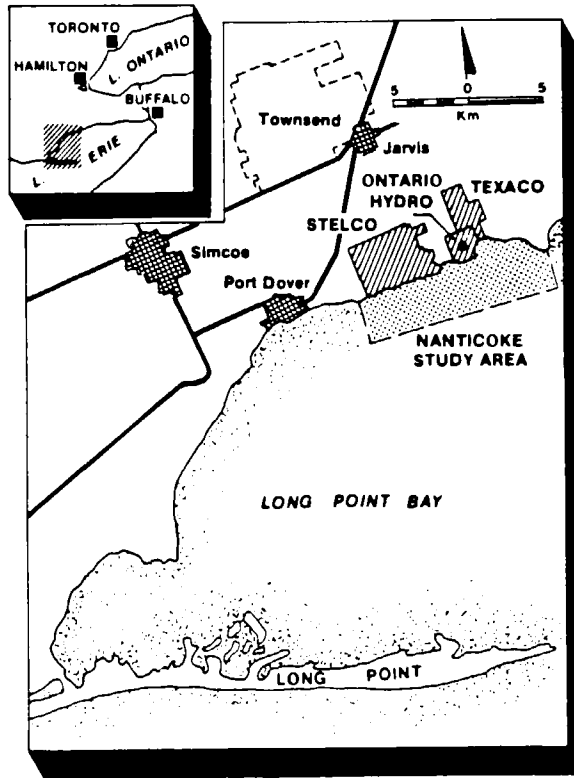 TORONTO
HAMILTON
L. ONTARIO
BUFFALO
L. ERIE
Townsend
5 0 5
Km
Jarvis
ONTARIO
HYDRO
TEXACO
STELCO
Simcoe
Port Dover
NANTICOKE
STUDY AREA
LONG POINT BAY
LONG POINT